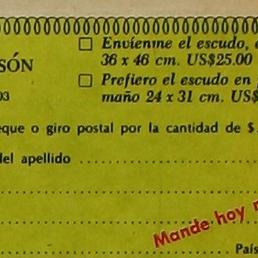 □ Envíenme el escudo, e
36 x 46 cm. US$25.00
SÓN
□ Prefiero el escudo en
03
maño 24 x 31 cm. US$
eque o giro postal por la cantidad de $
del apellido
Mande hoy
País